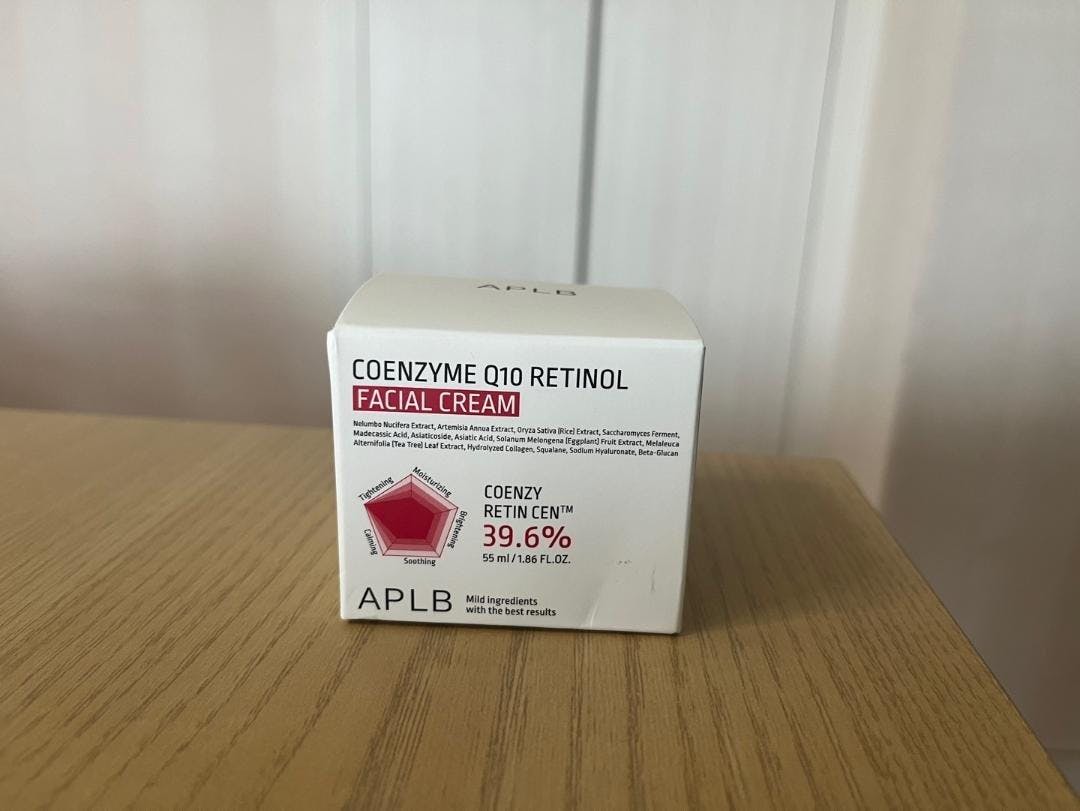 APLB
COENZYME Q10 RETINOL
FACIAL CREAM
Nelumbo Nucifera Extract, Artemisia Annua Extract, Oryza Sativa (Rice) Extract, Saccharomyces Ferment,
Madecassic Acid, Asiaticoside, Asiatic Acid, Solanum Melongena (Eggplant) Fruit Extract, Melaleuca
Alternifolia (Tea Tree) Leaf Extract, Hydrolyzed Collagen, Squalane, Sodium Hyaluronate, Beta-Glucan
Tightening
Moisturizing
Brightening
Calming
Soothing
COENZY
RETIN CEN™
39.6%
55 ml / 1.86 FL.OZ.
APLB
Mild ingredients
with the best results